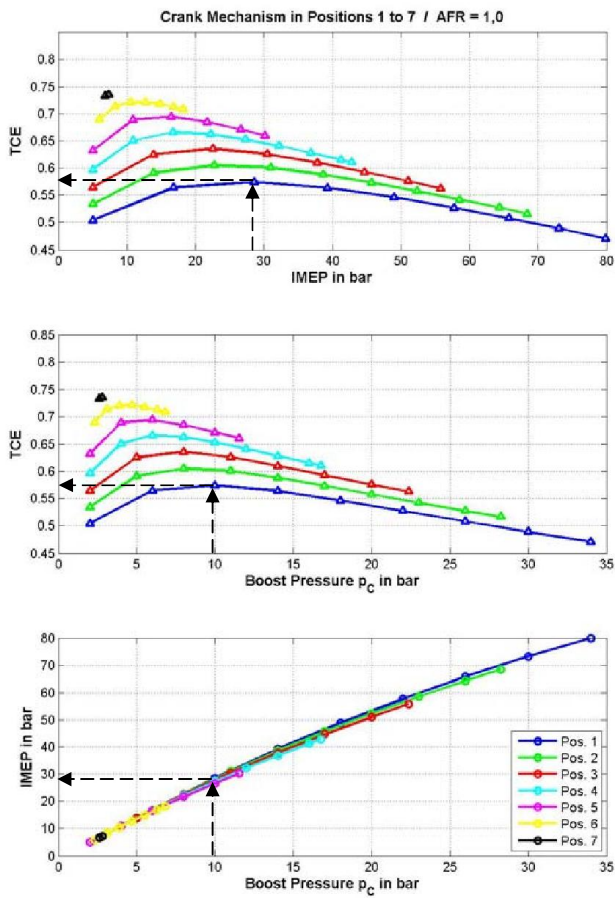 Crank Mechanism in Positions 1 to 7 / AFR = 1,0
TCE
0.8
0.75
0.7
0.65
0.6
0.55
0.5
0.45
0 10 20 30 40 50 60 70 80
IMEP in bar
TCE
0.85
0.8
0.75
0.7
0.65
0.6
0.55
0.5
0.45
0 5 10 15 20 25 30 35
Boost Pressure pC in bar
IMEP in bar
80
70
60
50
40
30
20
10
0
Pos. 1
Pos. 2
Pos. 3
Pos. 4
Pos. 5
Pos. 6
Pos. 7
0 5 10 15 20 25 30 35
Boost Pressure pC in bar